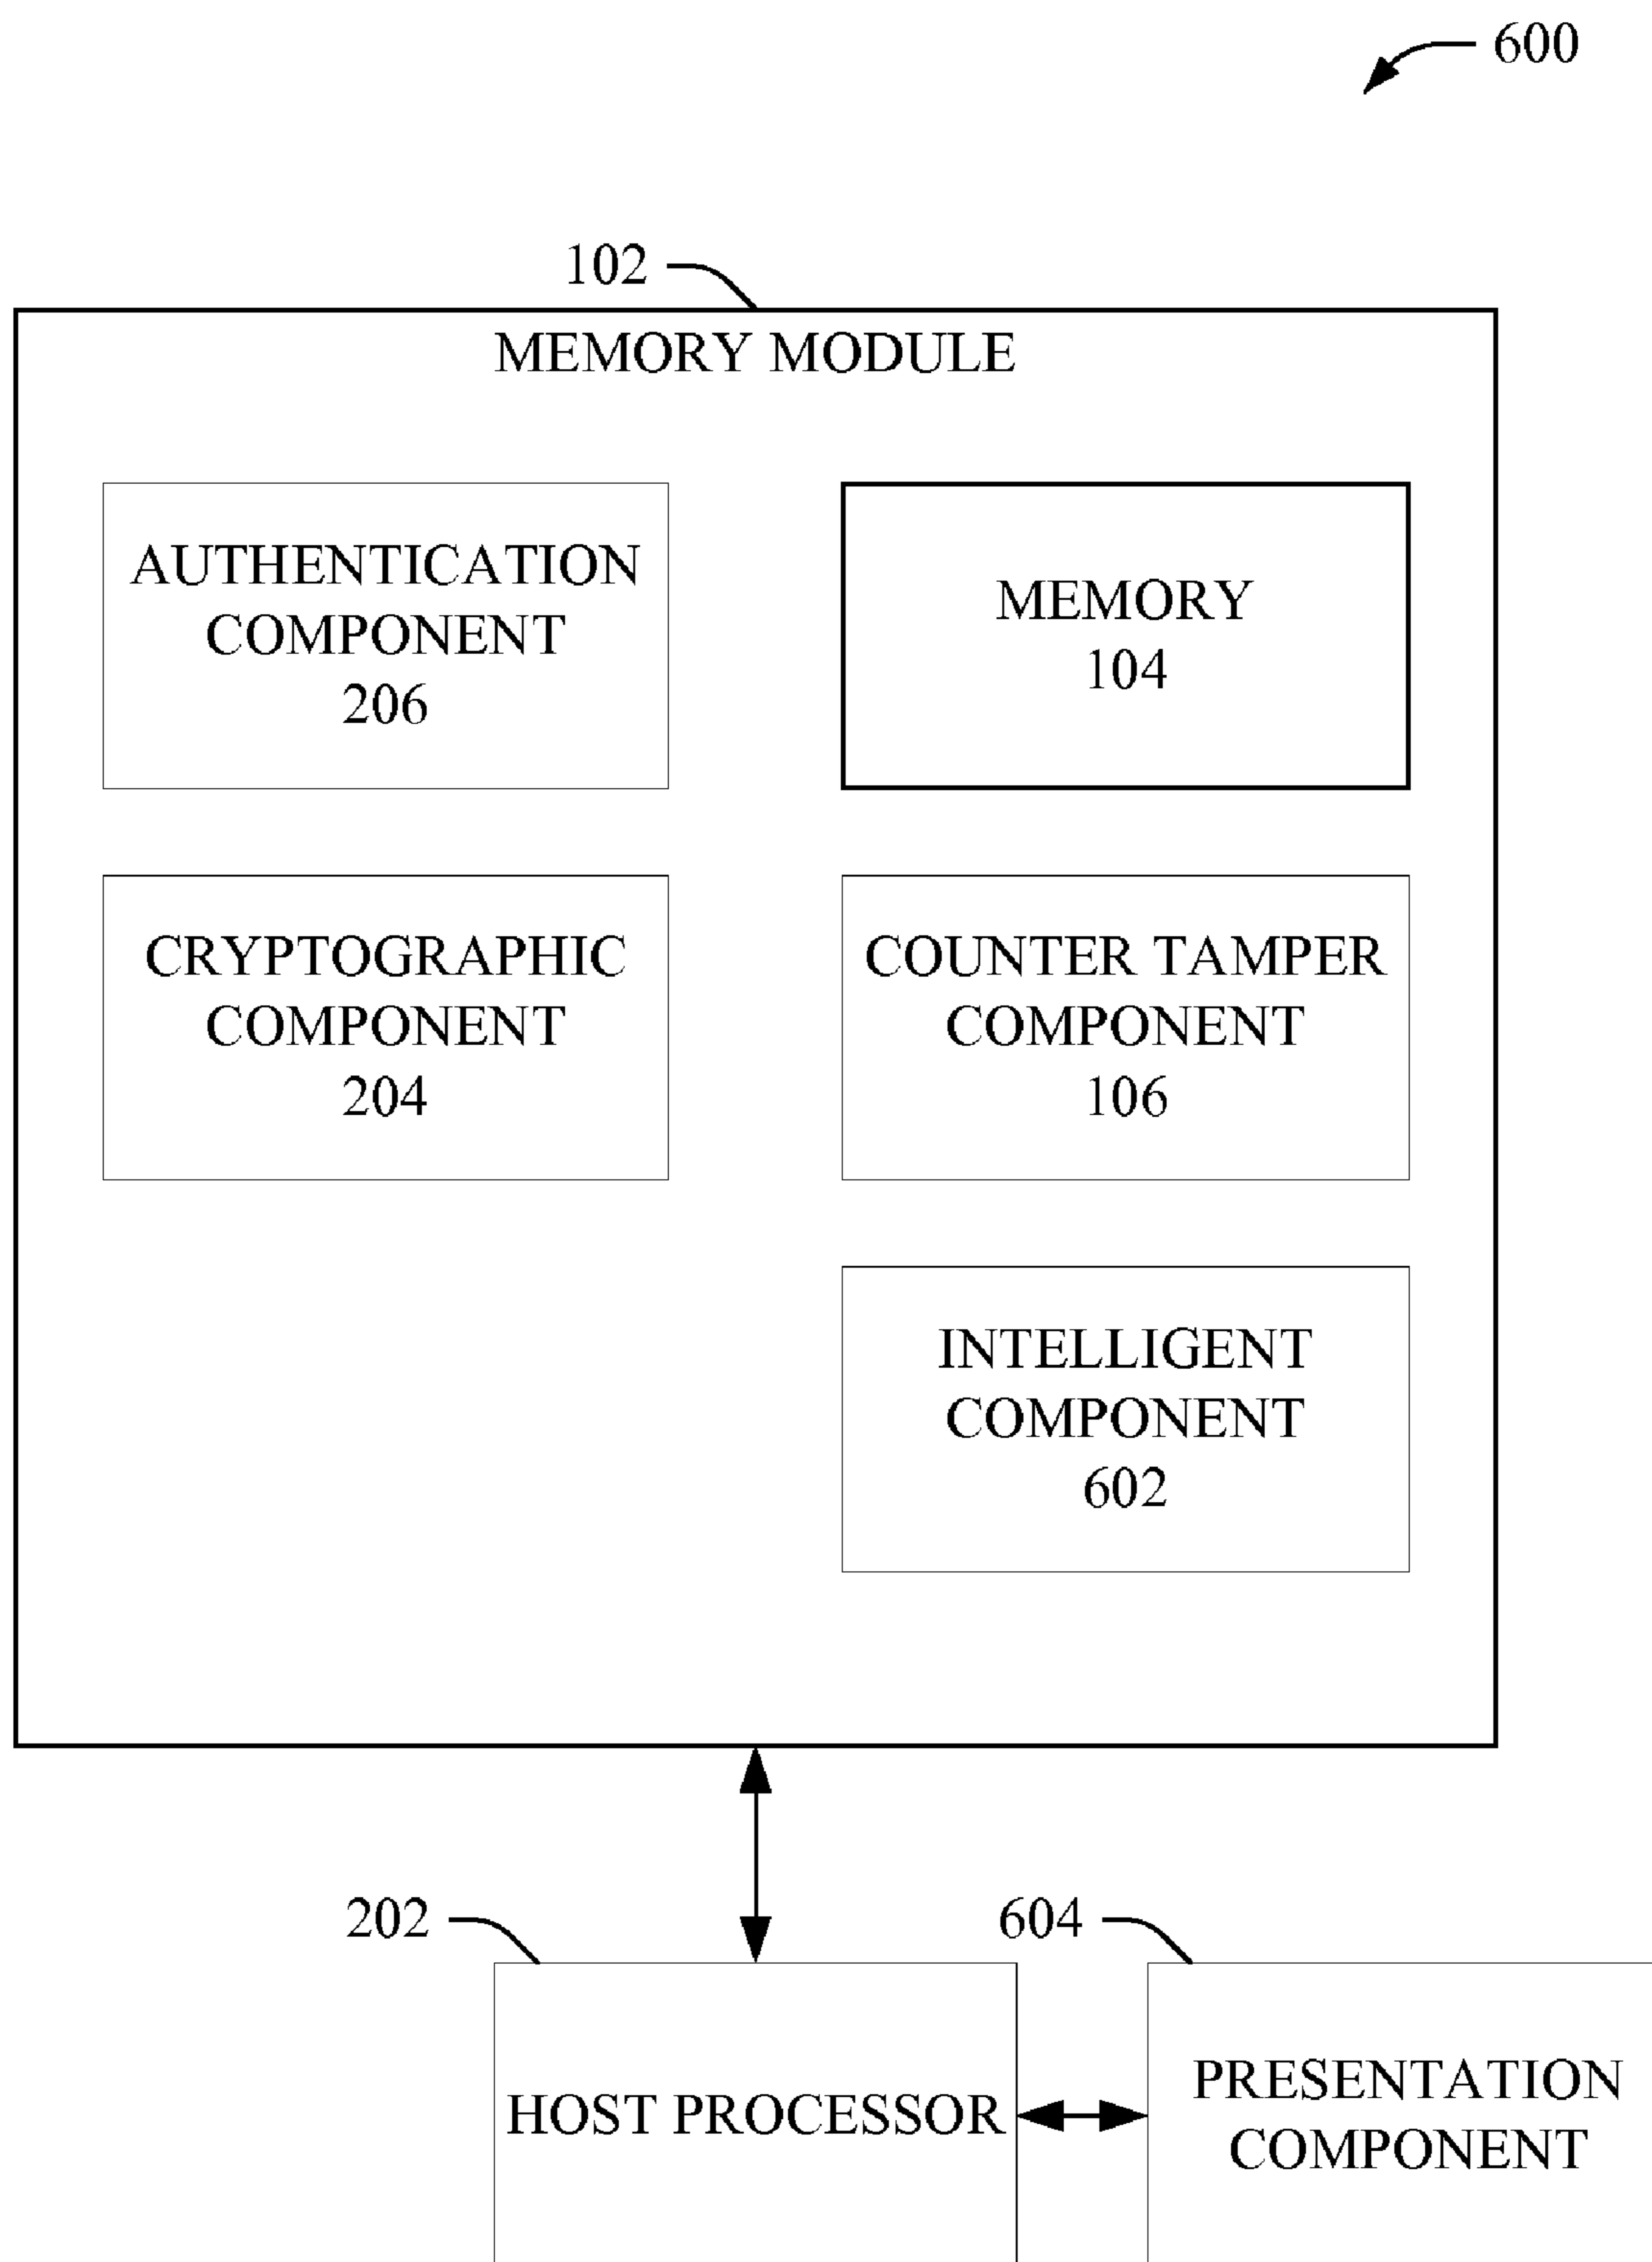 600
102
MEMORY MODULE
AUTHENTICATION
COMPONENT
206
MEMORY
104
CRYPTOGRAPHIC
COMPONENT
204
COUNTER TAMPER
COMPONENT
106
INTELLIGENT
COMPONENT
602
202
604
HOST PROCESSOR
PRESENTATION
COMPONENT